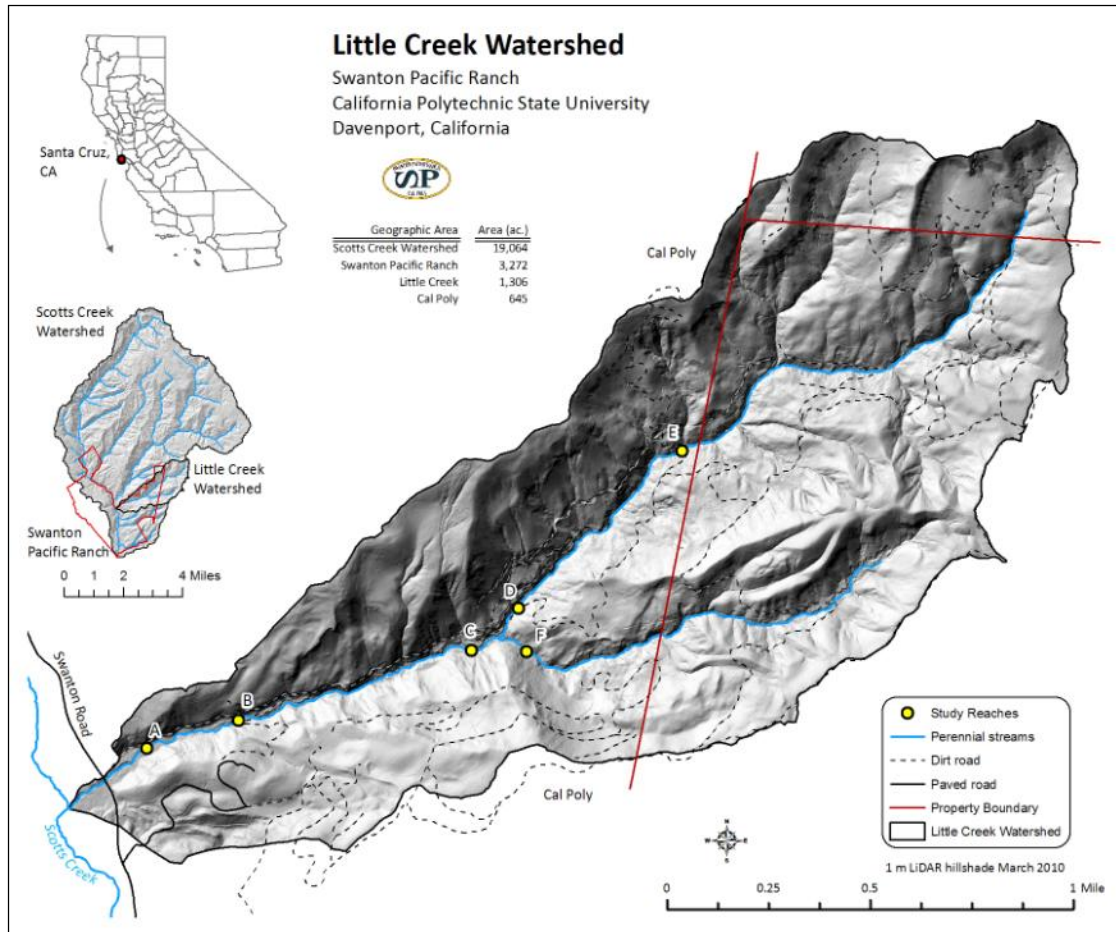 Little Creek Watershed
Swanton Pacific Ranch
California Polytechnic State University
Davenport, California
Santa Cruz,
CA
SP
Geographic Area Area (ac.)
Scotts Creek Watershed 19,064
Swanton Pacific Ranch 3,272
Little Creek 1,306
Cal Poly 645
Cal Poly
Scotts Creek
Watershed
Little Creek
Watershed
Swanton
Pacific Ranch
0 1 2 4 Miles
E
D
C
F
B
A
Swanton Road
Scotts Creek
Cal Poly
Study Reaches
Perennial streams
Dirt road
Paved road
Property Boundary
Little Creek Watershed
N
W E
S
1 m LiDAR hillshade March 2010
0 0.25 0.5 1 Mile